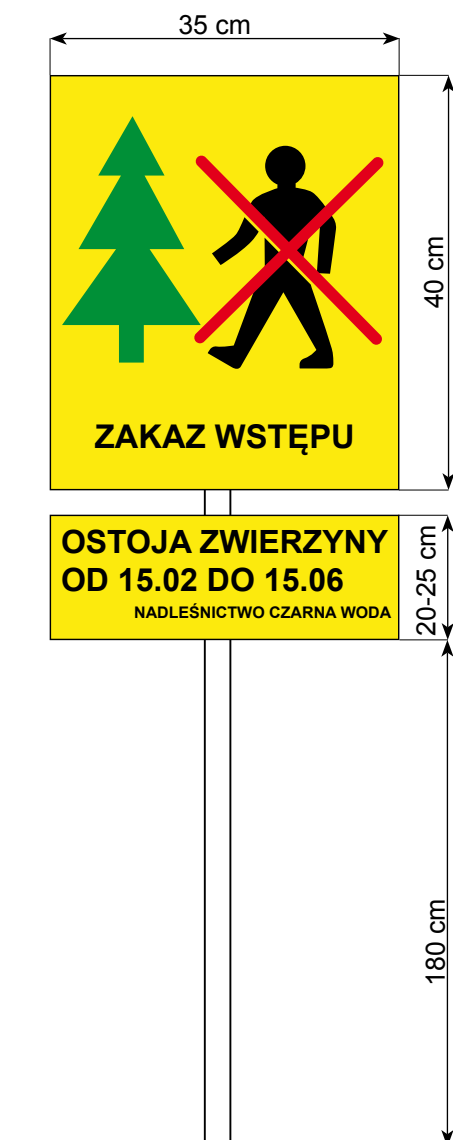 35 cm
40 cm
ZAKAZ WSTĘPU
OSTOJA ZWIERZYNY
OD 15.02 DO 15.06
NADLEŚNICTWO CZARNA WODA
20-25 cm
180 cm